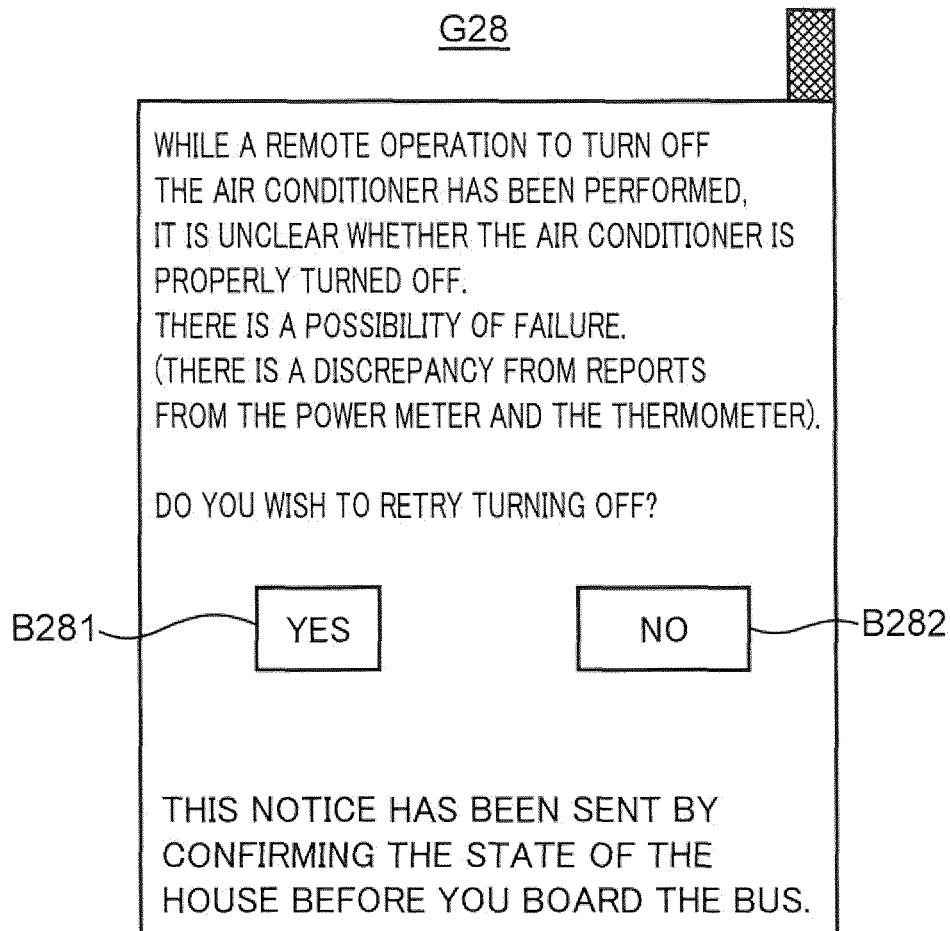 G28
WHILE A REMOTE OPERATION TO TURN OFF
THE AIR CONDITIONER HAS BEEN PERFORMED,
IT IS UNCLEAR WHETHER THE AIR CONDITIONER IS
PROPERLY TURNED OFF.
THERE IS A POSSIBILITY OF FAILURE.
(THERE IS A DISCREPANCY FROM REPORTS
FROM THE POWER METER AND THE THERMOMETER).
DO YOU WISH TO RETRY TURNING OFF?
B281 YES NO B282
THIS NOTICE HAS BEEN SENT BY
CONFIRMING THE STATE OF THE
HOUSE BEFORE YOU BOARD THE BUS.